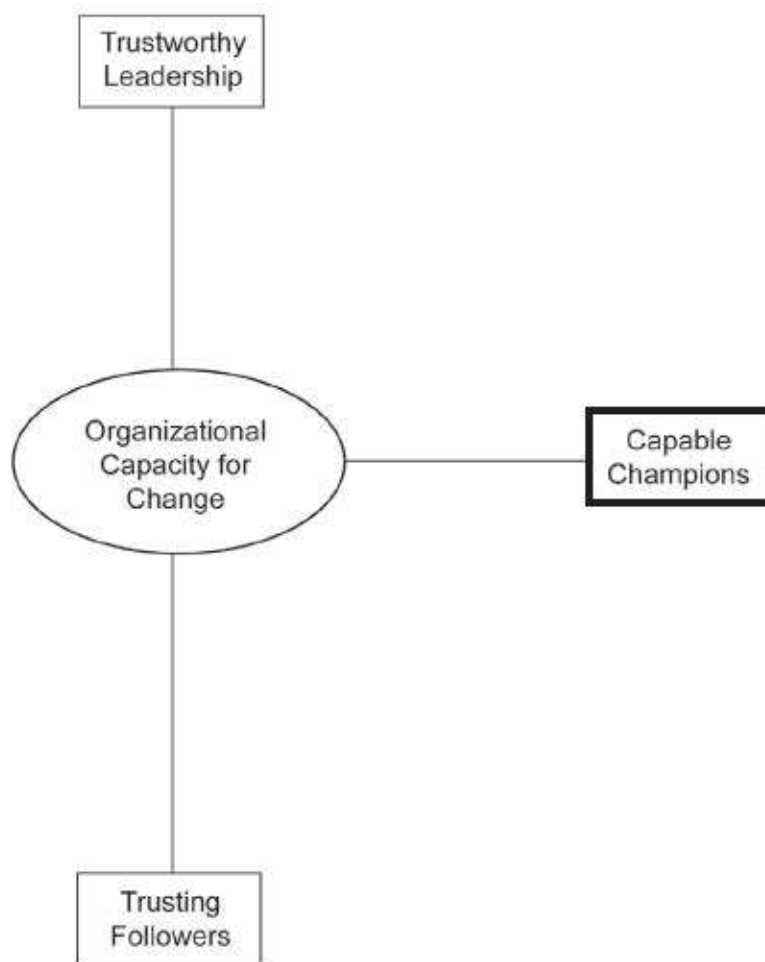 Trustworthy
Leadership
Organizational
Capacity for
Change
Capable
Champions
Trusting
Followers